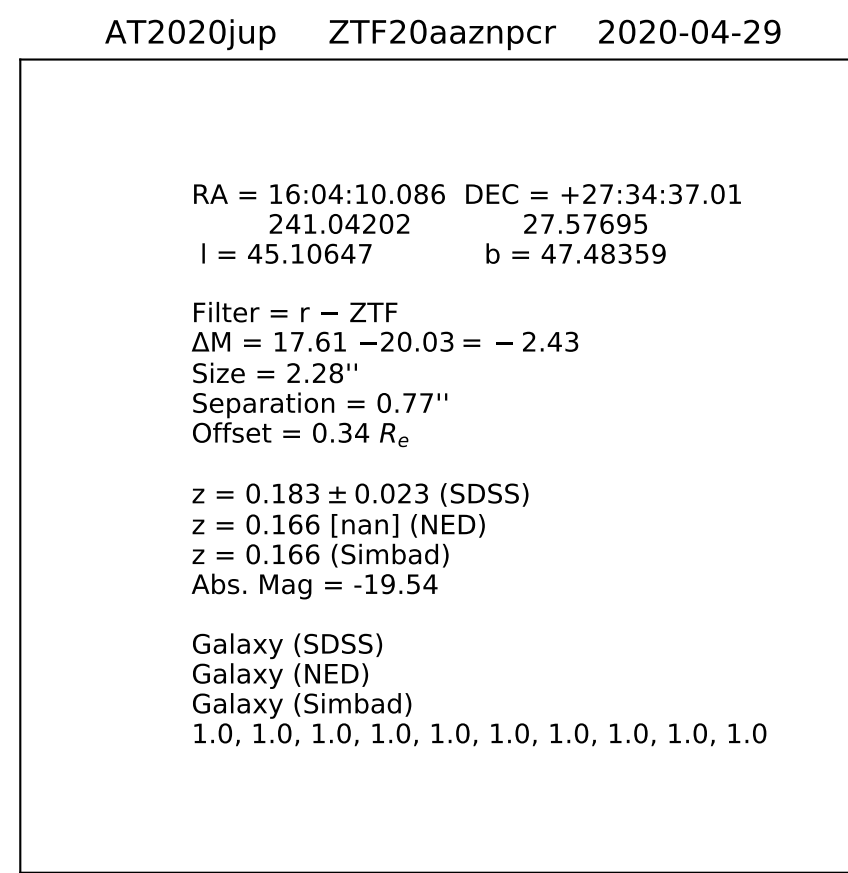 AT2020jup ZTF20aaznpcr 2020-04-29
RA = 16:04:10.086 DEC = +27:34:37.01
241.04202 27.57695
l = 45.10647 b = 47.48359
Filter = r − ZTF
ΔM = 17.61 −20.03 = − 2.43
Size = 2.28''
Separation = 0.77''
Offset = 0.34 Rₑ
z = 0.183 ± 0.023 (SDSS)
z = 0.166 [nan] (NED)
z = 0.166 (Simbad)
Abs. Mag = -19.54
Galaxy (SDSS)
Galaxy (NED)
Galaxy (Simbad)
1.0, 1.0, 1.0, 1.0, 1.0, 1.0, 1.0, 1.0, 1.0, 1.0